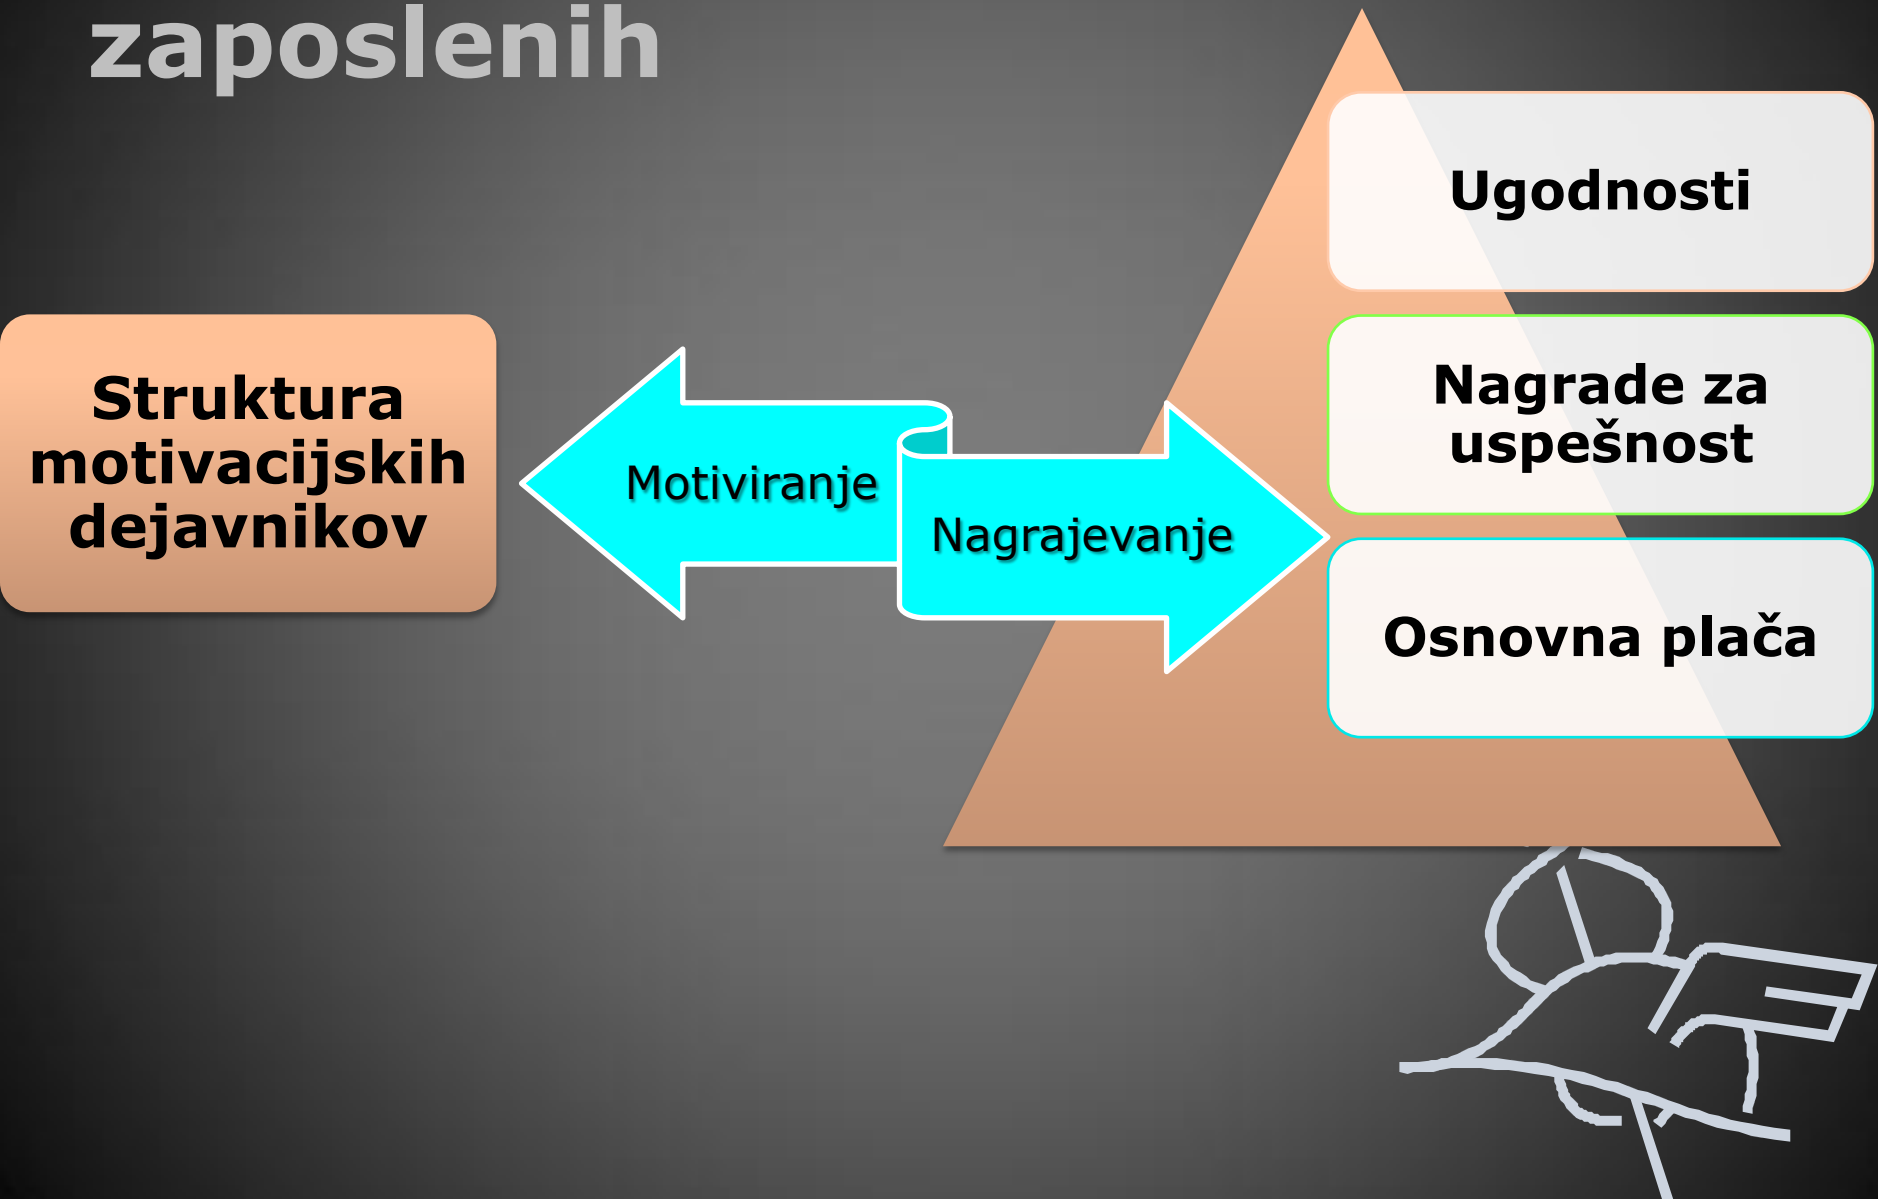 zaposlenih
Struktura
motivacijskih
dejavnikov
Motiviranje
Nagrajevanje
Ugodnosti
Nagrade za
uspešnost
Osnovna plača